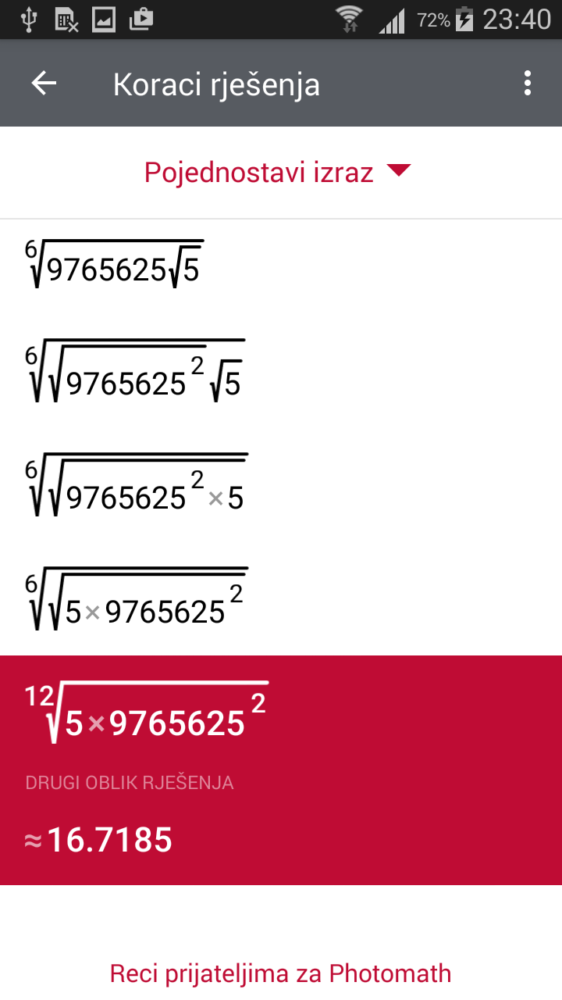 72% 23:40
Koraci rješenja
Pojednostavi izraz
⁶√(9765625√5)
⁶√(√(9765625²)√5)
⁶√(√(9765625²×5))
⁶√(√(5×9765625²))
¹²√(5×9765625²)
DRUGI OBLIK RJEŠENJA
≈16.7185
Reci prijateljima za Photomath